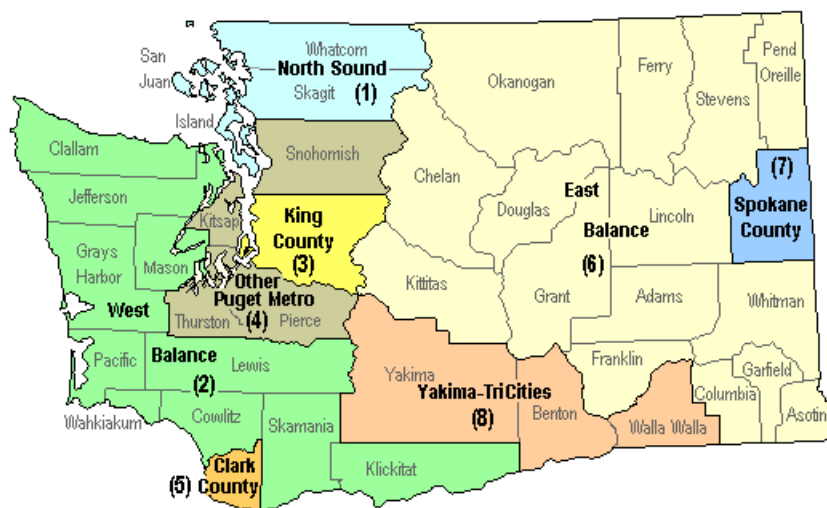 San
Juan
Whatcom
North Sound
Skagit
(1)
Island
Okanogan
Ferry
Pend
Oreille
Stevens
Clallam
Snohomish
Chelan
(7)
Spokane
County
Jefferson
Kitsap
King
County
(3)
Douglas
East
Balance
(6)
Lincoln
Grays
Harbor
Mason
Other
Puget Metro
(4)
Thurston
Pierce
Kittitas
Grant
Adams
Whitman
West
Balance
(2)
Pacific
Lewis
Yakima
Yakima-TriCities
(8)
Benton
Franklin
Garfield
Columbia
Asotin
Walla Walla
Wahkiakum
Cowlitz
Skamania
Klickitat
(5)
Clark
County